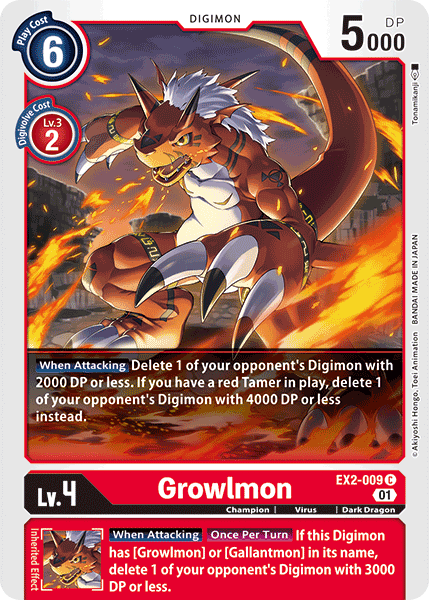 Play Cost
6
DIGIMON
DP
5000
Digivolve Cost
Lv.3
2
Tonamikanji
When Attacking Delete 1 of your opponent's Digimon with
2000 DP or less. If you have a red Tamer in play, delete 1
of your opponent's Digimon with 4000 DP or less
instead.
©Akiyoshi Hongo, Toei Animation BANDAI MADE IN JAPAN
Lv.4
Growlmon
EX2-009 C
01
Champion | Virus | Dark Dragon
Inherited Effect
When Attacking Once Per Turn If this Digimon
has [Growlmon] or [Gallantmon] in its name,
delete 1 of your opponent's Digimon with 3000
DP or less.